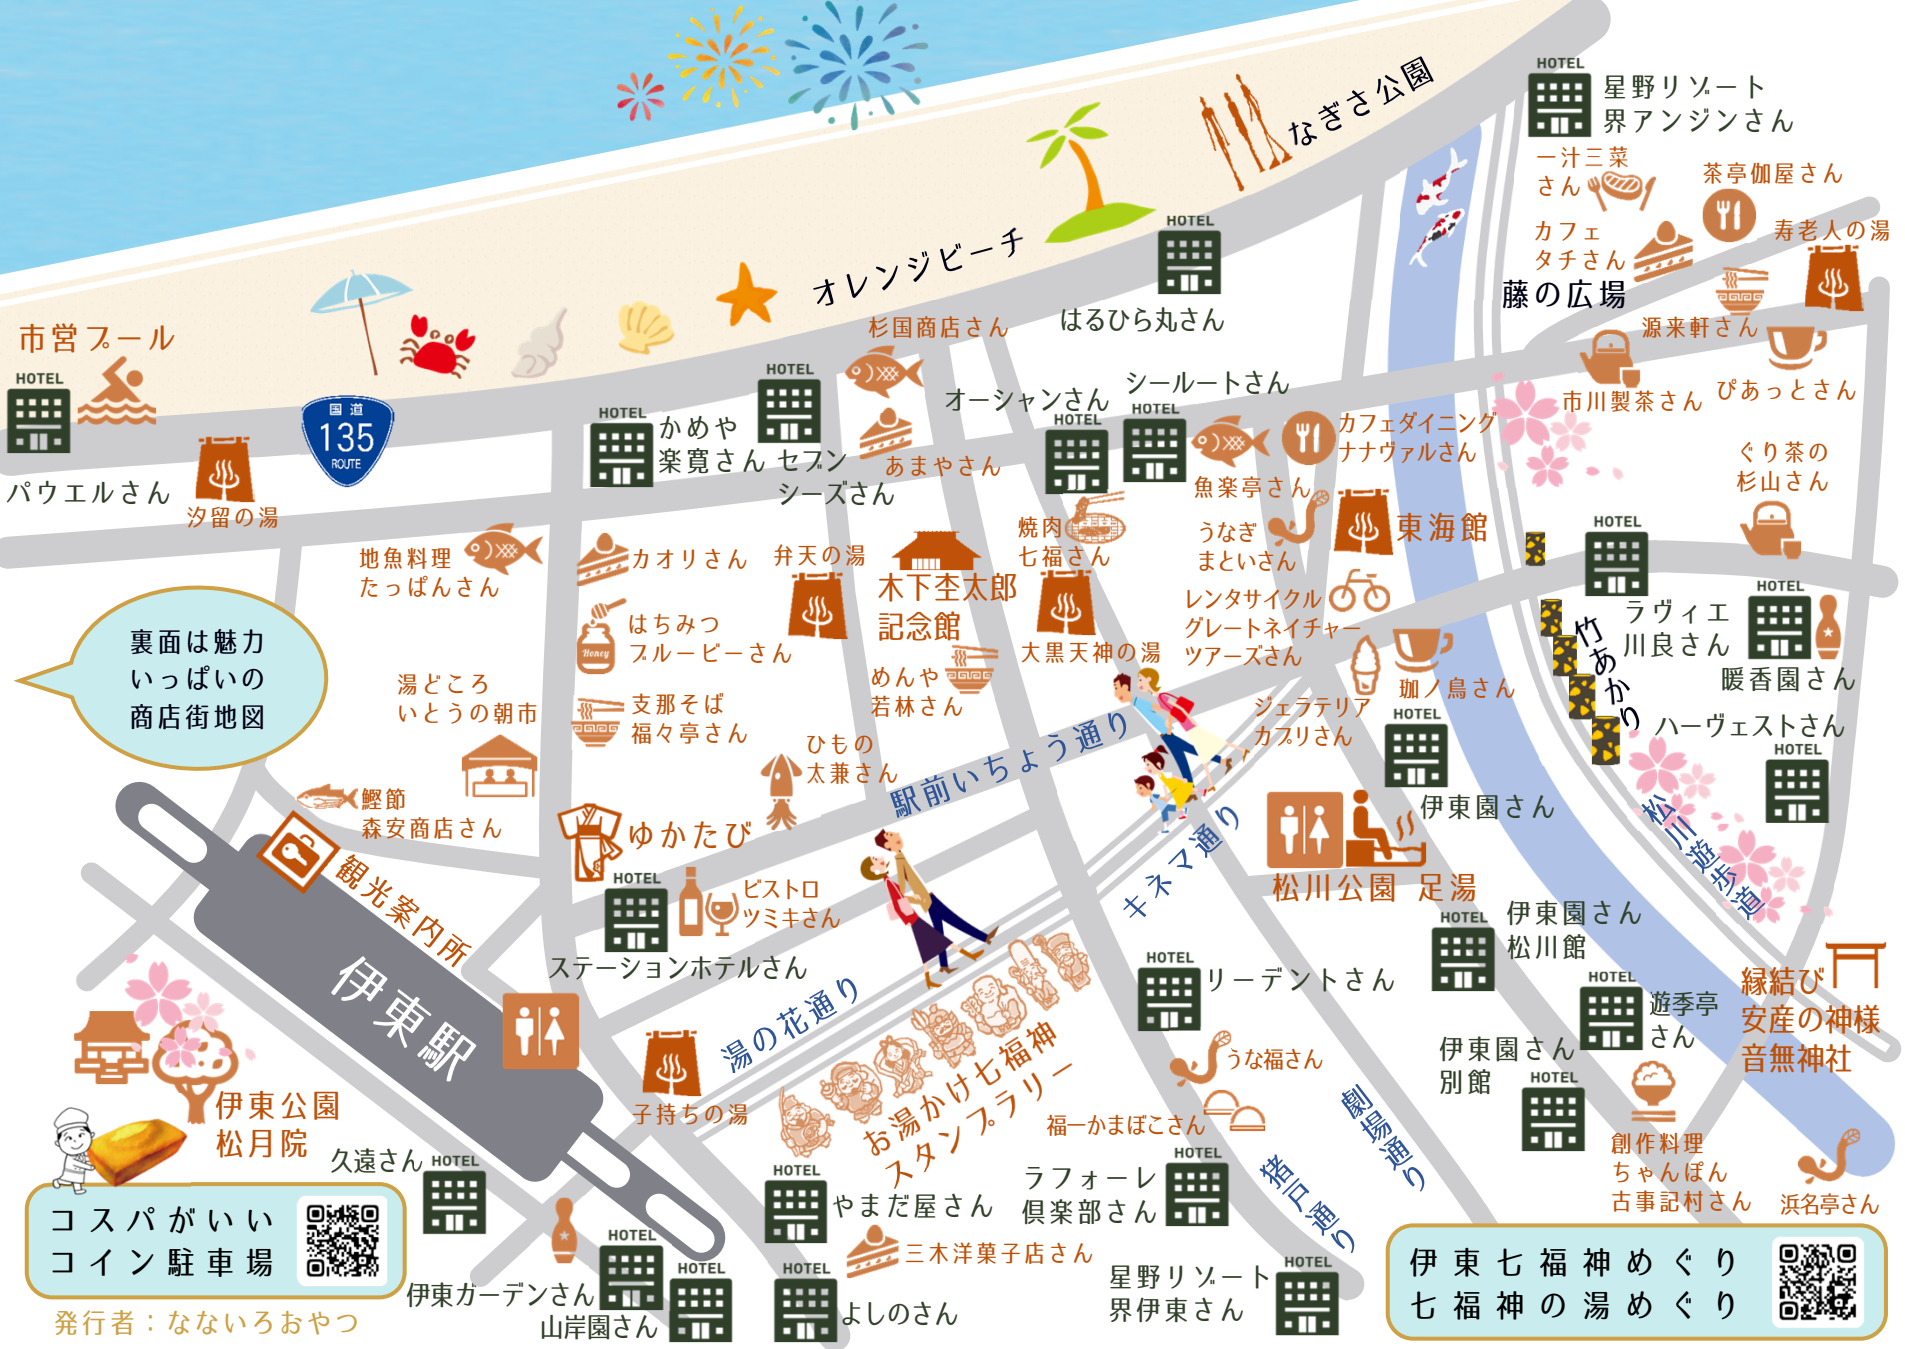 なぎさ公園
オレンジビーチ
HOTEL
星野リゾート
界アンジンさん
一汁三菜
さん
茶亭伽屋さん
カフェ
タチさん
寿老人の湯
藤の広場
源来軒さん
市川製茶さん
ぴあっとさん
ぐり茶の
杉山さん
市営プール
HOTEL
パウエルさん
汐留の湯
国道
135
ROUTE
HOTEL
かめや
楽寛さん
HOTEL
セブン
シーズさん
杉国商店さん
あまやさん
HOTEL
はるひら丸さん
オーシャンさん
HOTEL
シールートさん
HOTEL
カフェダイニング
ナナヴァルさん
魚楽亭さん
うなぎ
まといさん
東海館
焼肉
七福さん
大黒天神の湯
レンタサイクル
グレートネイチャー
ツアーズさん
地魚料理
たっぱんさん
カオリさん
弁天の湯
木下杢太郎
記念館
はちみつ
ブルービーさん
Honey
めんや
若林さん
支那そば
福々亭さん
湯どころ
いとうの朝市
裏面は魅力
いっぱいの
商店街地図
ひもの
太兼さん
駅前いちょう通り
鰹節
森安商店さん
ゆかたび
観光案内所
伊東駅
HOTEL
ステーションホテルさん
ビストロ
ツミキさん
ジェラテリア
カプリさん
珈ノ鳥さん
HOTEL
伊東園さん
キネマ通り
松川公園 足湯
HOTEL
ラヴィエ
川良さん
HOTEL
暖香園さん
竹あかり
ハーヴェストさん
HOTEL
松川遊歩道
HOTEL
伊東園さん
松川館
HOTEL
リーデントさん
HOTEL
遊季亭
さん
縁結び
安産の神様
音無神社
伊東園さん
別館
HOTEL
湯の花通り
子持ちの湯
お湯かけ七福神
スタンプラリー
うな福さん
福一かまぼこさん
劇場通り
猪戸通り
創作料理
ちゃんぽん
古事記村さん
浜名亭さん
伊東公園
松月院
久遠さん
HOTEL
HOTEL
やまだ屋さん
ラフォーレ
倶楽部さん
HOTEL
三木洋菓子店さん
コスパがいい
コイン駐車場
発行者：なないろおやつ
伊東ガーデンさん
HOTEL
山岸園さん
HOTEL
HOTEL
よしのさん
星野リゾート
界伊東さん
HOTEL
伊東七福神めぐり
七福神の湯めぐり